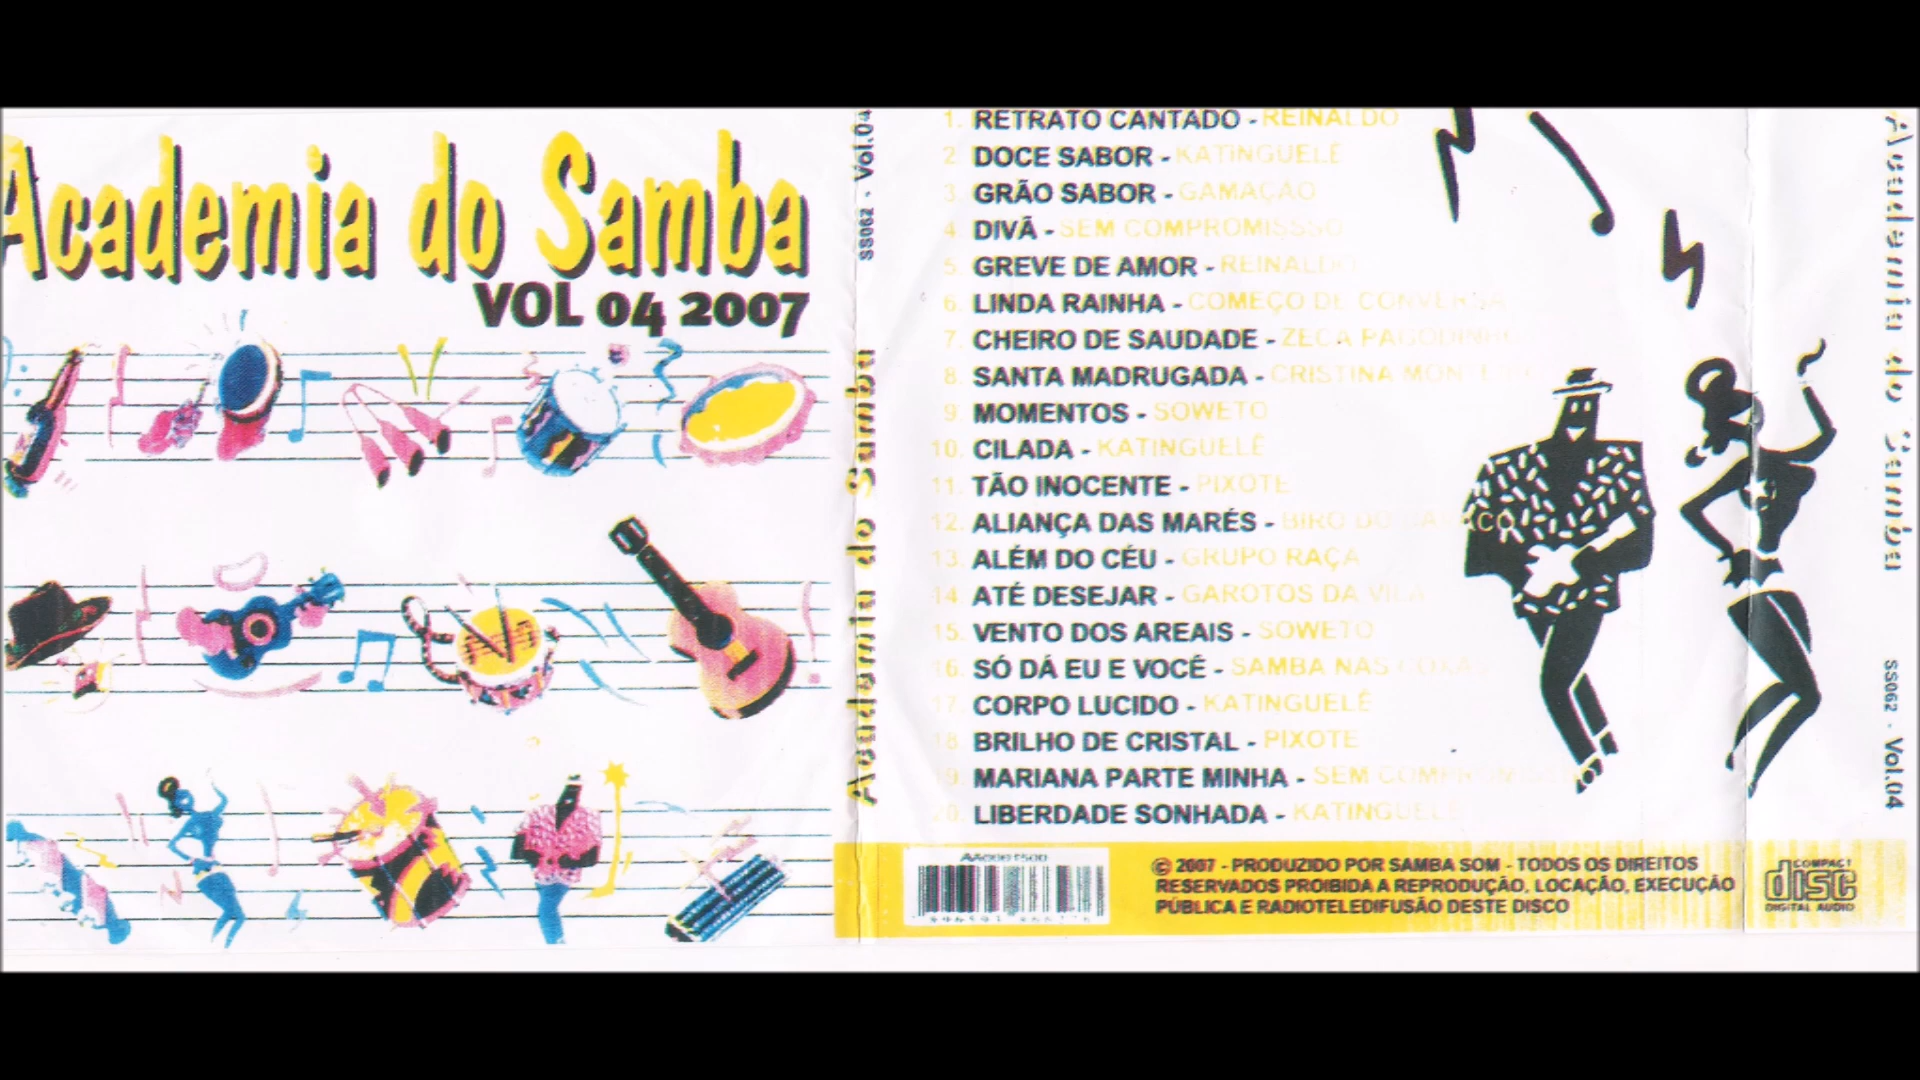 Academia do Samba
VOL 04 2007
SS062 - Vol.04
Academia do Samba
1. RETRATO CANTADO - REINALDO
2. DOCE SABOR - KATINGUELÊ
3. GRÃO SABOR - GAMAÇÃO
4. DIVÃ - SEM COMPROMISSSO
5. GREVE DE AMOR - REINALDO
6. LINDA RAINHA - COMEÇO DE CONVERSA
7. CHEIRO DE SAUDADE - ZECA PAGODINHO
8. SANTA MADRUGADA - CRISTINA
9. MOMENTOS - SOWETO
10. CILADA - KATINGUELÊ
11. TÃO INOCENTE - PIXOTE
12. ALIANÇA DAS MARÉS - BIRO DO CAVACO
13. ALÉM DO CÉU - GRUPO RAÇA
14. ATÉ DESEJAR - GAROTOS DA VILA
15. VENTO DOS AREAIS - SOWETO
16. SÓ DÁ EU E VOCÉ - SAMBA NAS COXAS
17. CORPO LUCIDO - KATINGUELÊ
18. BRILHO DE CRISTAL - PIXOTE
19. MARIANA PARTE MINHA - SEM
20. LIBERDADE SONHADA - KATINGUELÊ
© 2007 - PRODUZIDO POR SAMBA SOM - TODOS OS DIREITOS
RESERVADOS PROIBIDA A REPRODUÇÃO, LOCAÇÃO, EXECUÇÃO
PÚBLICA E RADIOTELEDIFUSÃO DESTE DISCO
COMPACT
disc
DIGITAL AUDIO
Academia do Samba
SS062 - Vol.04